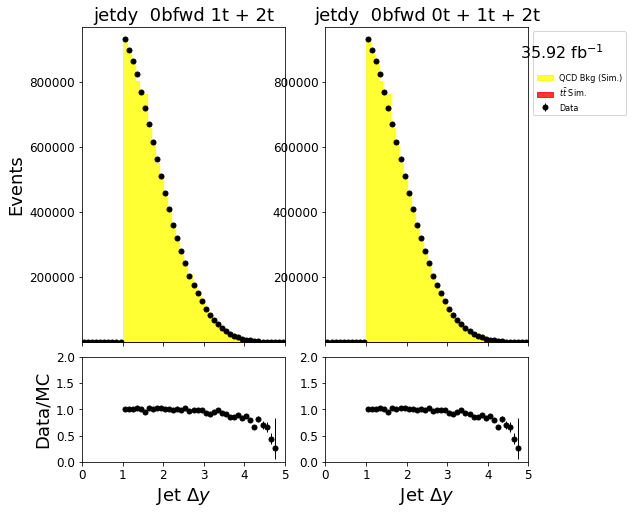 jetdy  0bfwd 1t + 2t
jetdy  0bfwd 0t + 1t + 2t
35.92 fb⁻¹
QCD Bkg (Sim.)
tt̄ Sim.
Data
Events
800000
600000
400000
200000
800000
600000
400000
200000
Data/MC
2.0
1.5
1.0
0.5
0.0
0 1 2 3 4 5
Jet Δy
2.0
1.5
1.0
0.5
0.0
0 1 2 3 4 5
Jet Δy